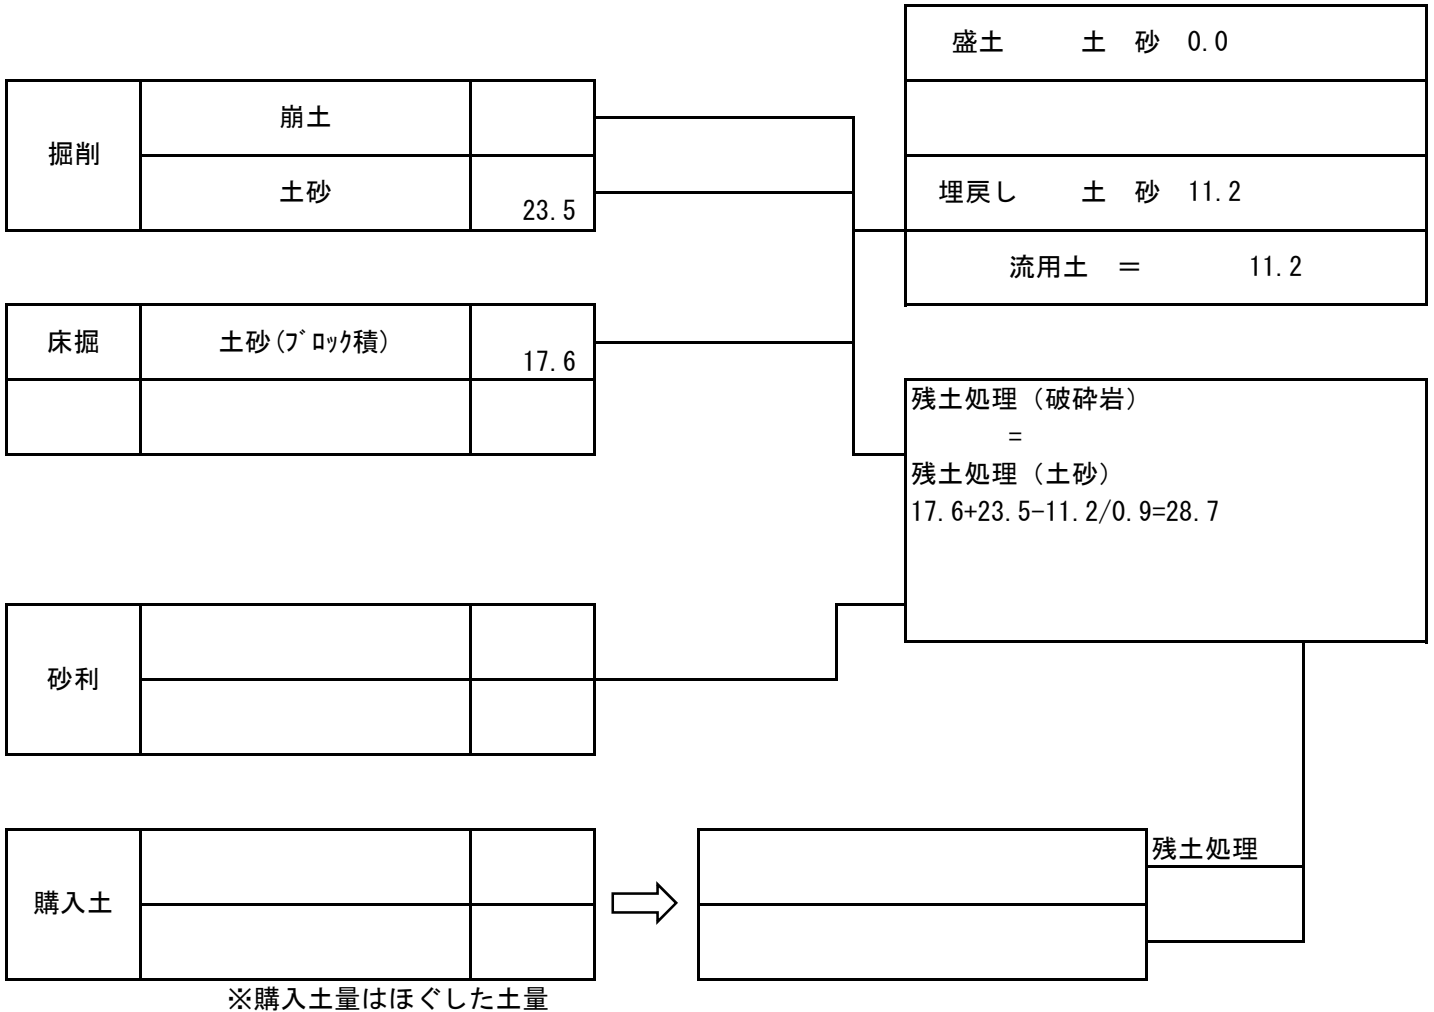 盛土 土 砂 0.0
掘削 崩土
土砂 23.5
埋戻し 土 砂 11.2
流用土 = 11.2
床掘 土砂(ﾌﾞﾛｯｸ積) 17.6
残土処理(破砕岩)
=
残土処理(土砂)
17.6+23.5-11.2/0.9=28.7
砂利
残土処理
購入土
※購入土量はほぐした土量